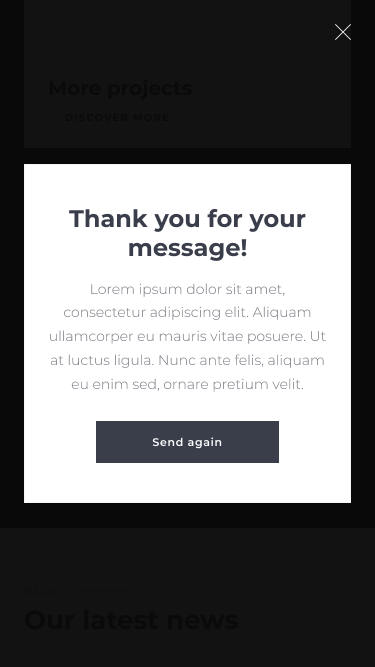 More projects
DISCOVER MORE
Thank you for your
message!
Lorem ipsum dolor sit amet,
consectetur adipiscing elit. Aliquam
ullamcorper eu mauris vitae posuere. Ut
at luctus ligula. Nunc ante felis, aliquam
eu enim sed, ornare pretium velit.
Send again
Our latest news